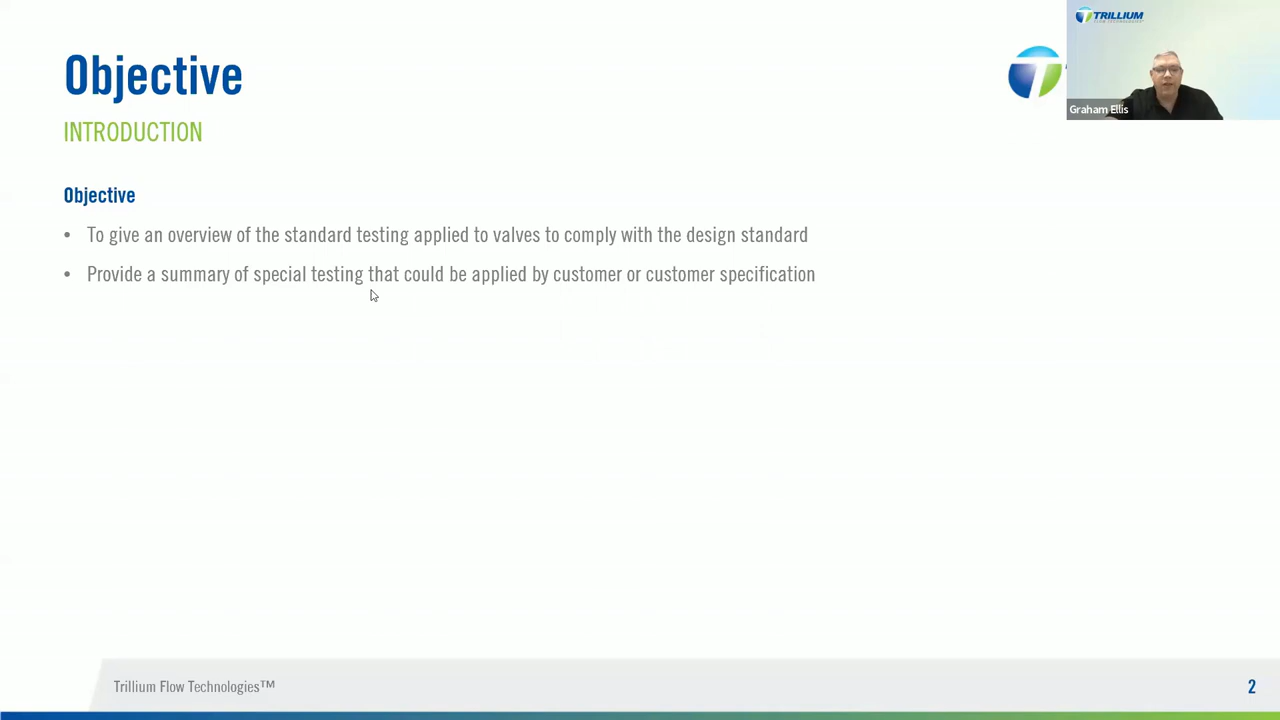 Objective
INTRODUCTION
TRILLIUM
FLOW TECHNOLOGIES
Graham Ellis
Objective
• To give an overview of the standard testing applied to valves to comply with the design standard
• Provide a summary of special testing that could be applied by customer or customer specification
Trillium Flow Technologies™
2